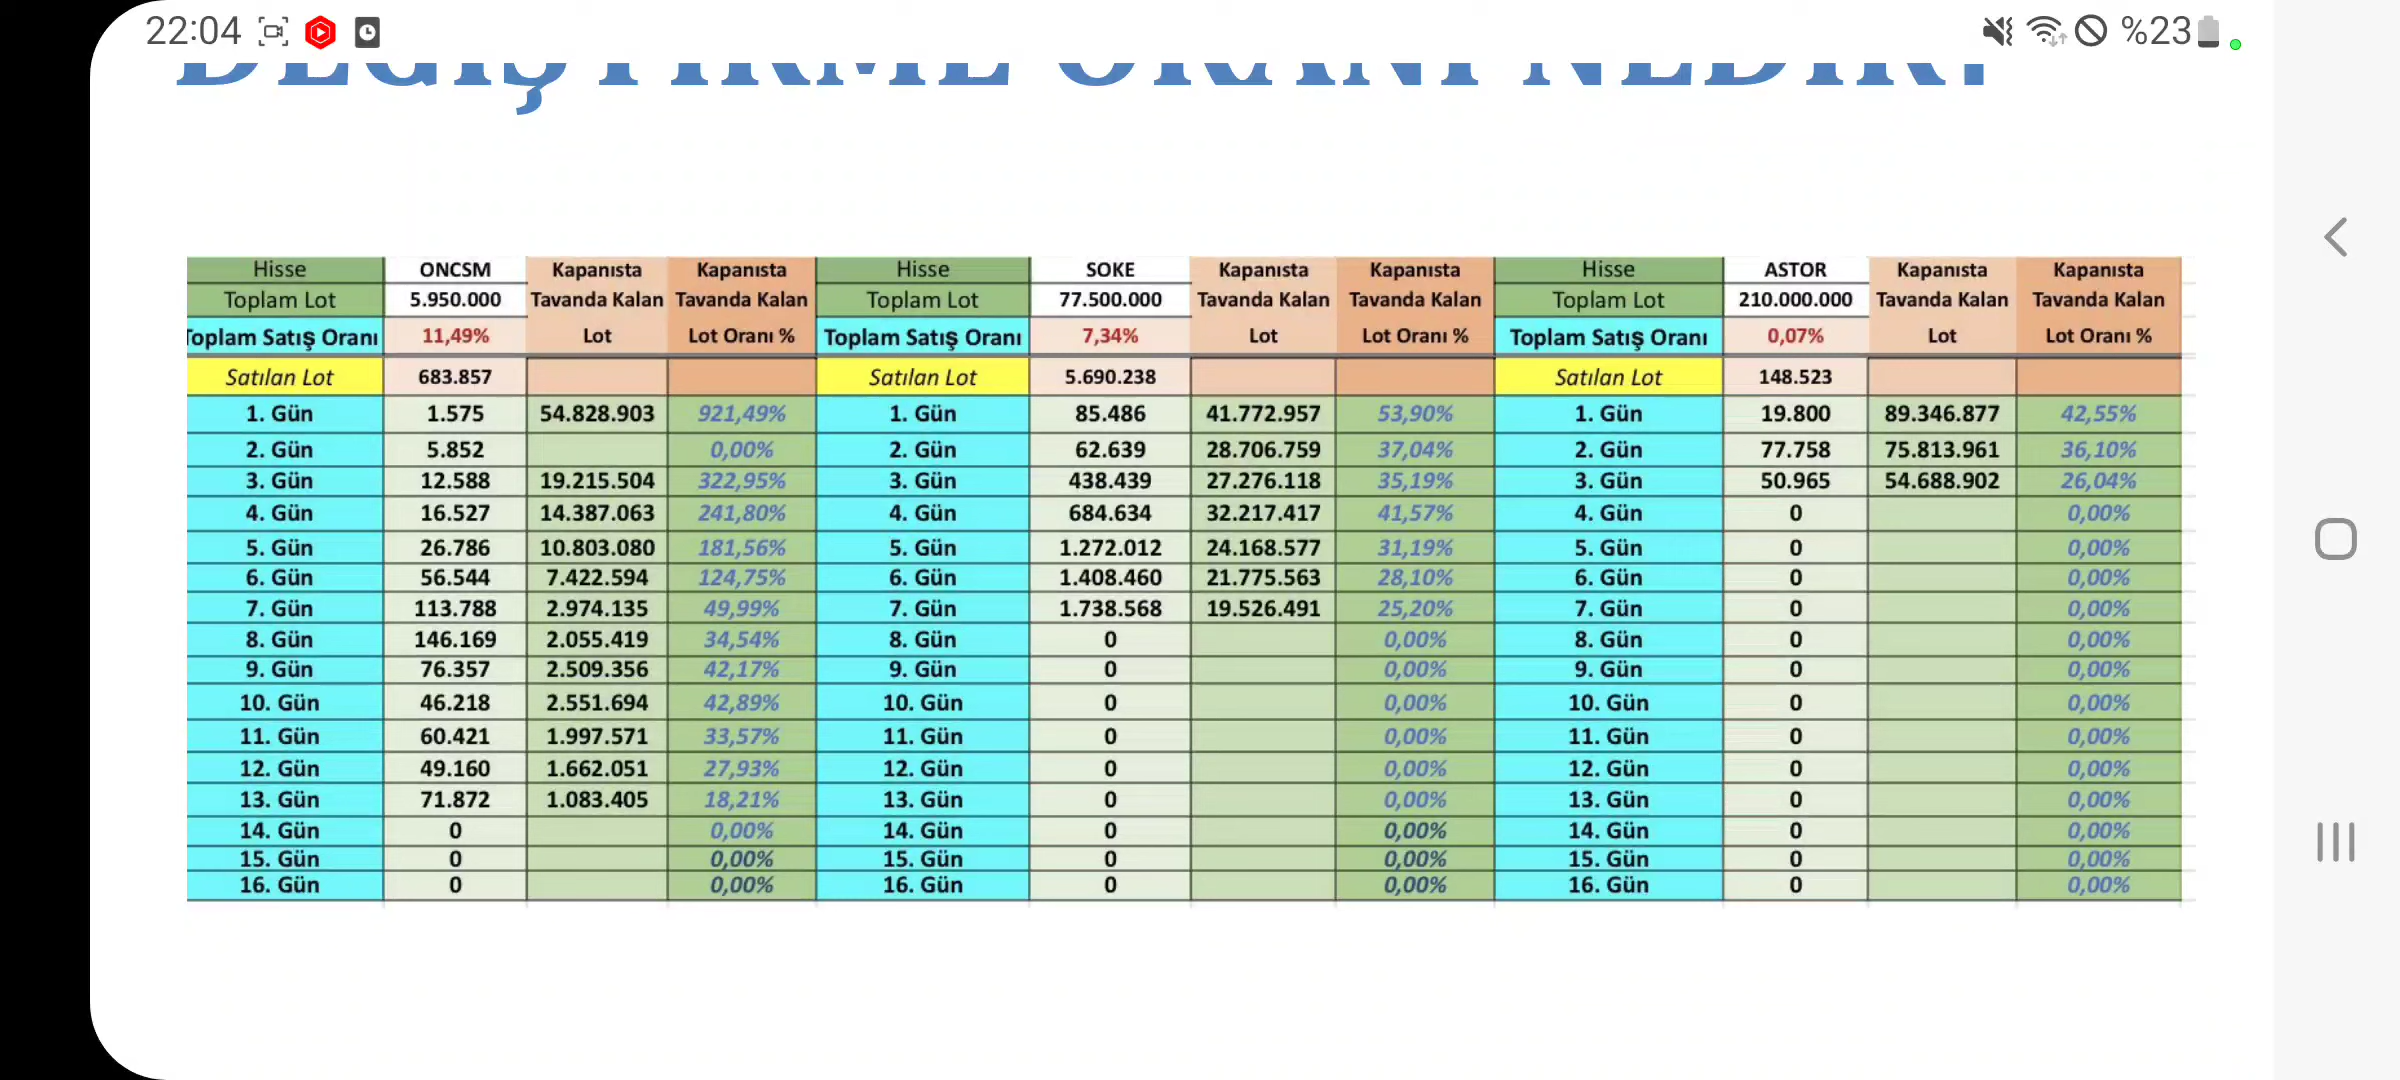 22:04 %23
DEĞİŞTİRME ORANI NEDİR?
Hisse ONCSM Kapanısta Kapanısta Hisse SOKE Kapanısta Kapanısta Hisse ASTOR Kapanısta Kapanısta
Toplam Lot 5.950.000 Tavanda Kalan Tavanda Kalan Toplam Lot 77.500.000 Tavanda Kalan Tavanda Kalan Toplam Lot 210.000.000 Tavanda Kalan Tavanda Kalan
Toplam Satış Oranı 11,49% Lot Lot Oranı % Toplam Satış Oranı 7,34% Lot Lot Oranı % Toplam Satış Oranı 0,07% Lot Lot Oranı %
Satılan Lot 683.857 Satılan Lot 5.690.238 Satılan Lot 148.523
1. Gün 1.575 54.828.903 921,49% 1. Gün 85.486 41.772.957 53,90% 1. Gün 19.800 89.346.877 42,55%
2. Gün 5.852 0,00% 2. Gün 62.639 28.706.759 37,04% 2. Gün 77.758 75.813.961 36,10%
3. Gün 12.588 19.215.504 322,95% 3. Gün 438.439 27.276.118 35,19% 3. Gün 50.965 54.688.902 26,04%
4. Gün 16.527 14.387.063 241,80% 4. Gün 684.634 32.217.417 41,57% 4. Gün 0 0,00%
5. Gün 26.786 10.803.080 181,56% 5. Gün 1.272.012 24.168.577 31,19% 5. Gün 0 0,00%
6. Gün 56.544 7.422.594 124,75% 6. Gün 1.408.460 21.775.563 28,10% 6. Gün 0 0,00%
7. Gün 113.788 2.974.135 49,99% 7. Gün 1.738.568 19.526.491 25,20% 7. Gün 0 0,00%
8. Gün 146.169 2.055.419 34,54% 8. Gün 0 0,00% 8. Gün 0 0,00%
9. Gün 76.357 2.509.356 42,17% 9. Gün 0 0,00% 9. Gün 0 0,00%
10. Gün 46.218 2.551.694 42,89% 10. Gün 0 0,00% 10. Gün 0 0,00%
11. Gün 60.421 1.997.571 33,57% 11. Gün 0 0,00% 11. Gün 0 0,00%
12. Gün 49.160 1.662.051 27,93% 12. Gün 0 0,00% 12. Gün 0 0,00%
13. Gün 71.872 1.083.405 18,21% 13. Gün 0 0,00% 13. Gün 0 0,00%
14. Gün 0 0,00% 14. Gün 0 0,00% 14. Gün 0 0,00%
15. Gün 0 0,00% 15. Gün 0 0,00% 15. Gün 0 0,00%
16. Gün 0 0,00% 16. Gün 0 0,00% 16. Gün 0 0,00%